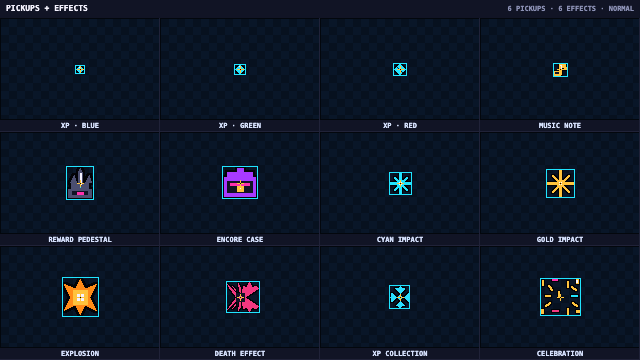 PICKUPS + EFFECTS
6 PICKUPS · 6 EFFECTS · NORMAL
XP · BLUE
XP · GREEN
XP · RED
MUSIC NOTE
REWARD PEDESTAL
ENCORE CASE
CYAN IMPACT
GOLD IMPACT
EXPLOSION
DEATH EFFECT
XP COLLECTION
CELEBRATION